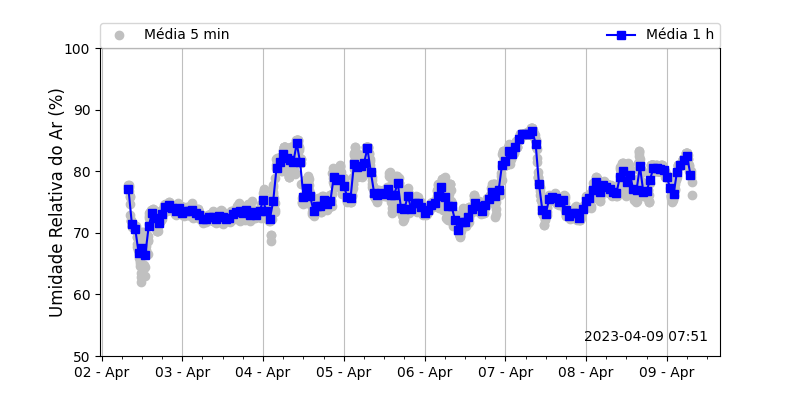 Média 5 min
Média 1 h
Umidade Relativa do Ar (%)
100
90
80
70
60
50
2023-04-09 07:51
02 - Apr
03 - Apr
04 - Apr
05 - Apr
06 - Apr
07 - Apr
08 - Apr
09 - Apr